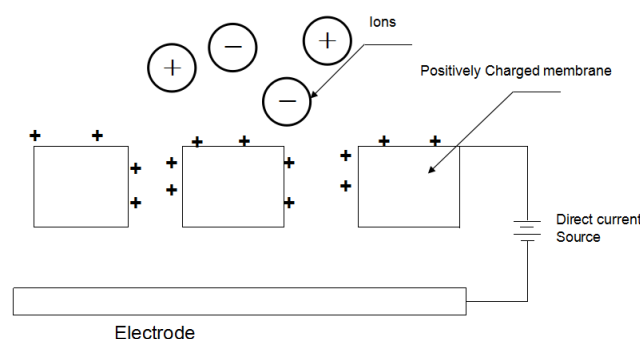 Ions
+
−
+
Positively Charged membrane
−
+ + + + + +
+ + + +
+ + + +
Direct current
Source
Electrode